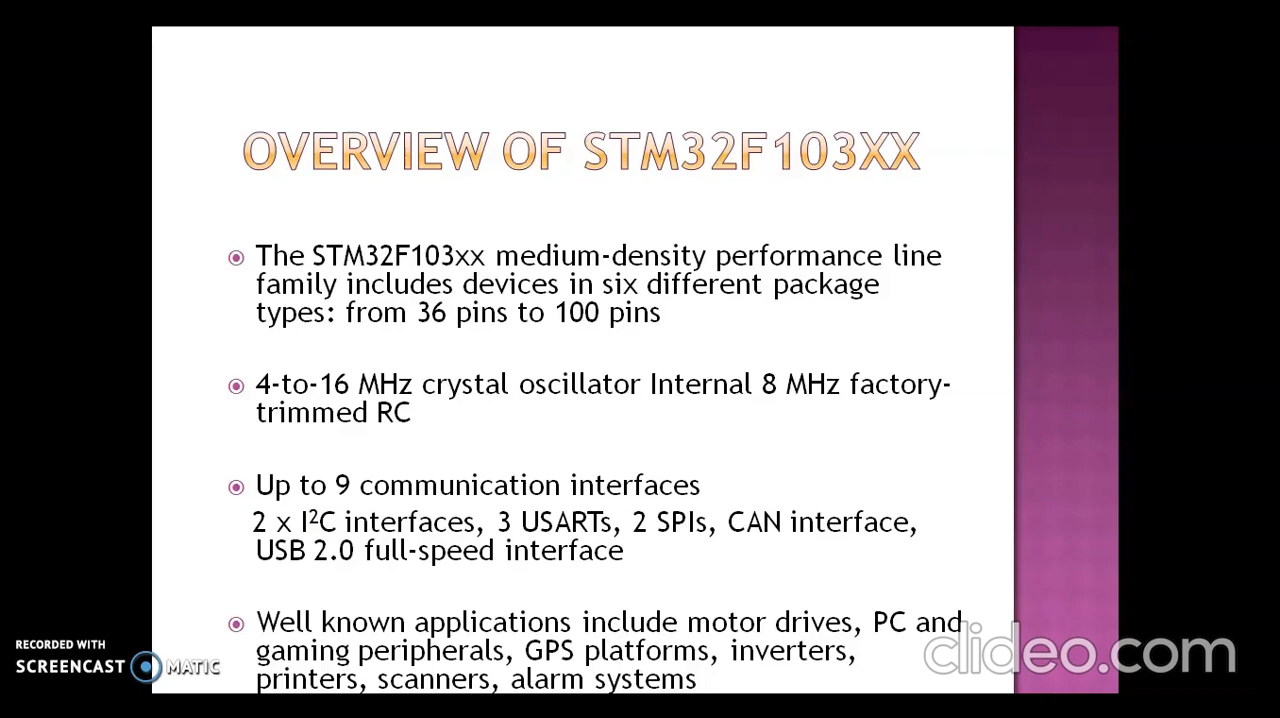 OVERVIEW OF STM32F103XX
The STM32F103xx medium-density performance line
family includes devices in six different package
types: from 36 pins to 100 pins
4-to-16 MHz crystal oscillator Internal 8 MHz factory-
trimmed RC
Up to 9 communication interfaces
2 x I²C interfaces, 3 USARTs, 2 SPIs, CAN interface,
USB 2.0 full-speed interface
Well known applications include motor drives, PC and
gaming peripherals, GPS platforms, inverters,
printers, scanners, alarm systems
RECORDED WITH
SCREENCAST MATIC
clideo.com